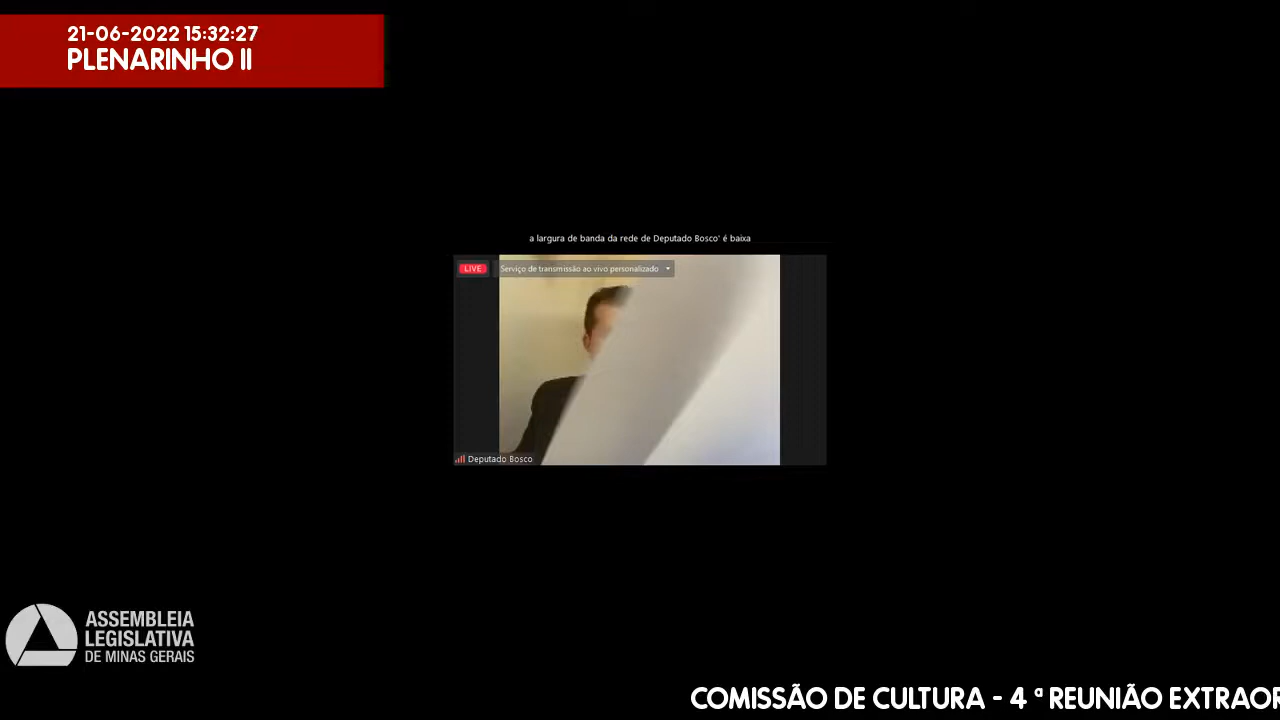 21-06-2022 15:32:27
PLENARINHO II
a largura de banda da rede de Deputado Bosco' é baixa
LIVE
Serviço de transmissão ao vivo personalizado
Deputado Bosco
ASSEMBLEIA
LEGISLATIVA
DE MINAS GERAIS
COMISSÃO DE CULTURA - 4 ª REUNIÃO EXTRAOR